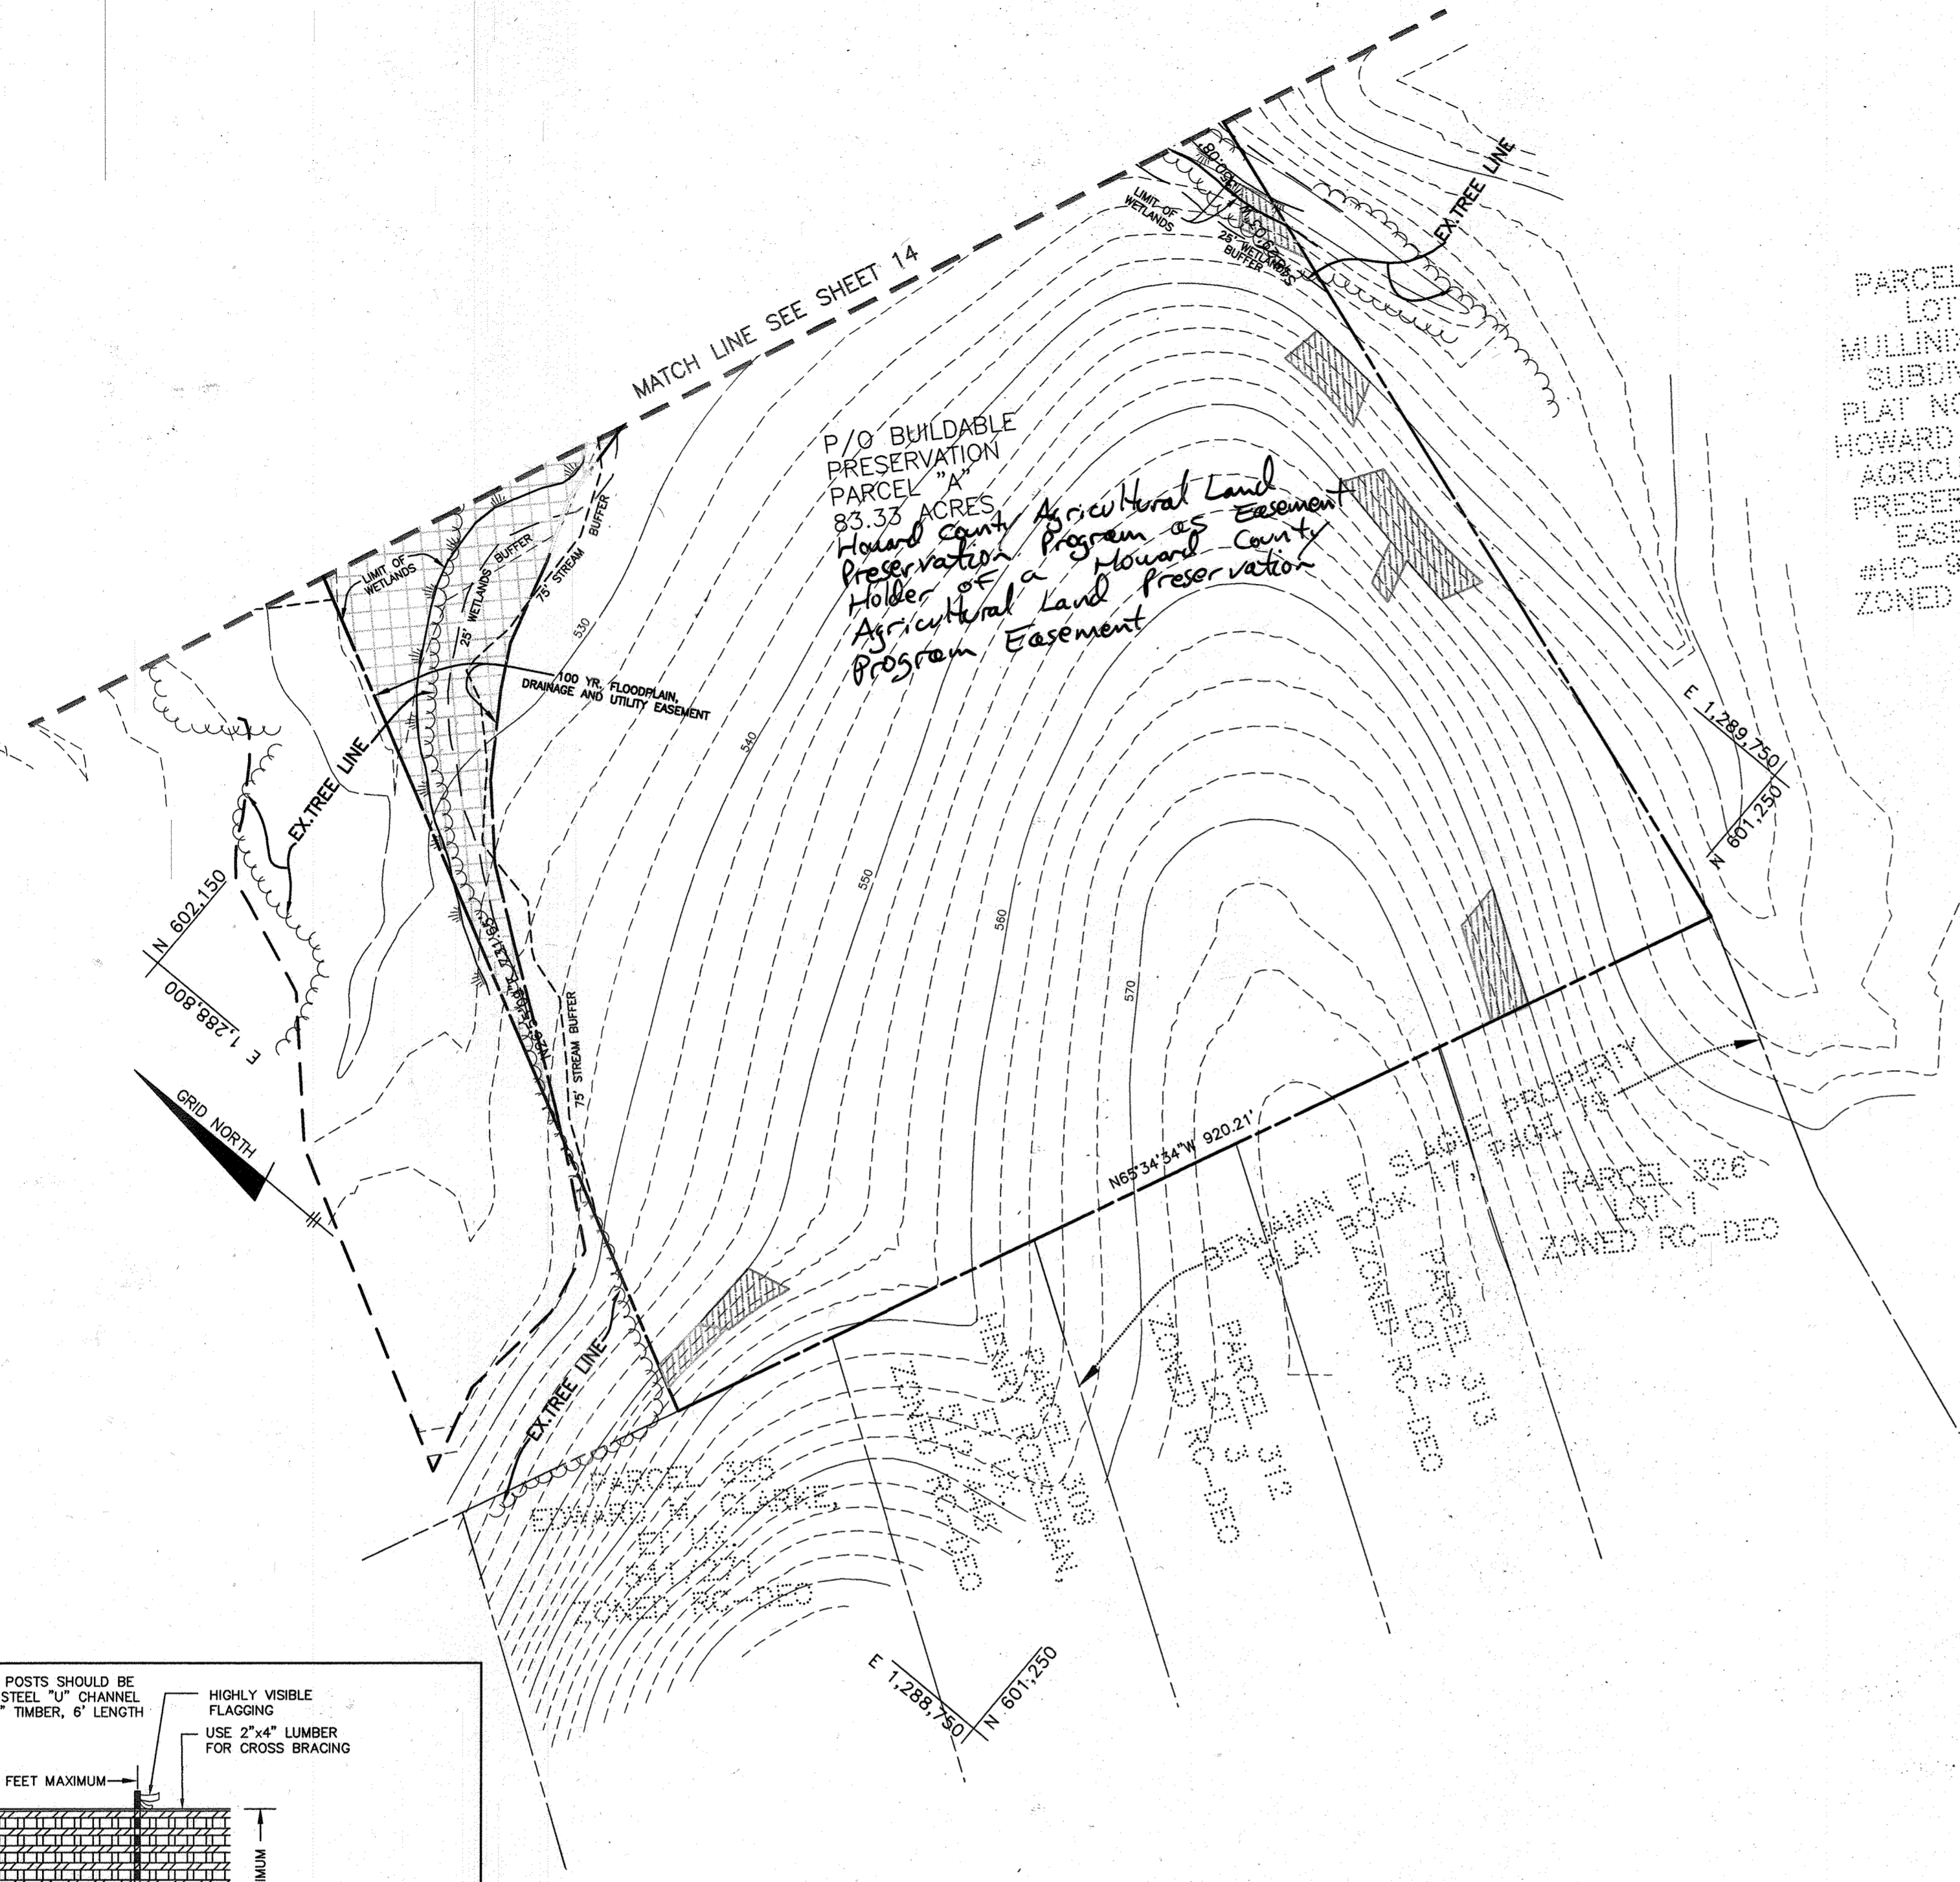 MATCH LINE SEE SHEET 14
LIMIT OF
WETLANDS
25' WETLANDS
BUFFER
EX.TREE LINE
PARCEL
LOT
SUBDIV
PLAT NO
HOWARD
AGRICU
PRESER
EASE
ZONED
P/O BUILDABLE
PRESERVATION
PARCEL "A"
83.33 ACRES
Howard County Agricultural Land
Preservation Program as Easement
Holder of a Howard County
Agricultural Land Preservation
Program Easement
LIMIT OF
WETLANDS
25' WETLANDS BUFFER
75' STREAM BUFFER
530
100 YR. FLOODPLAIN,
DRAINAGE AND UTILITY EASEMENT
540
550
560
570
EX.TREE LINE
E 1,289,750
N 601,250
N 602,150
E 1,288,800
GRID NORTH
75' STREAM BUFFER
N65°34'34"W 920.21'
BENJAMIN F. SLAGLE PROPERTY
PLAT BOOK 17, PAGE 79
PARCEL 326
LOT 1
ZONED RC-DEO
PARCEL 313
LOT 2
ZONED RC-DEO
PARCEL 312
LOT 3
ZONED RC-DEO
PARCEL 309
ET UX.
ZONED RC-DEO
EX.TREE LINE
PARCEL 325
EDWARD M. CLARKE,
ET UX.
ZONED RC-DEO
E 1,288,750
N 601,250
POSTS SHOULD BE
STEEL "U" CHANNEL
" TIMBER, 6' LENGTH
HIGHLY VISIBLE
FLAGGING
USE 2"x4" LUMBER
FOR CROSS BRACING
FEET MAXIMUM
IMUM